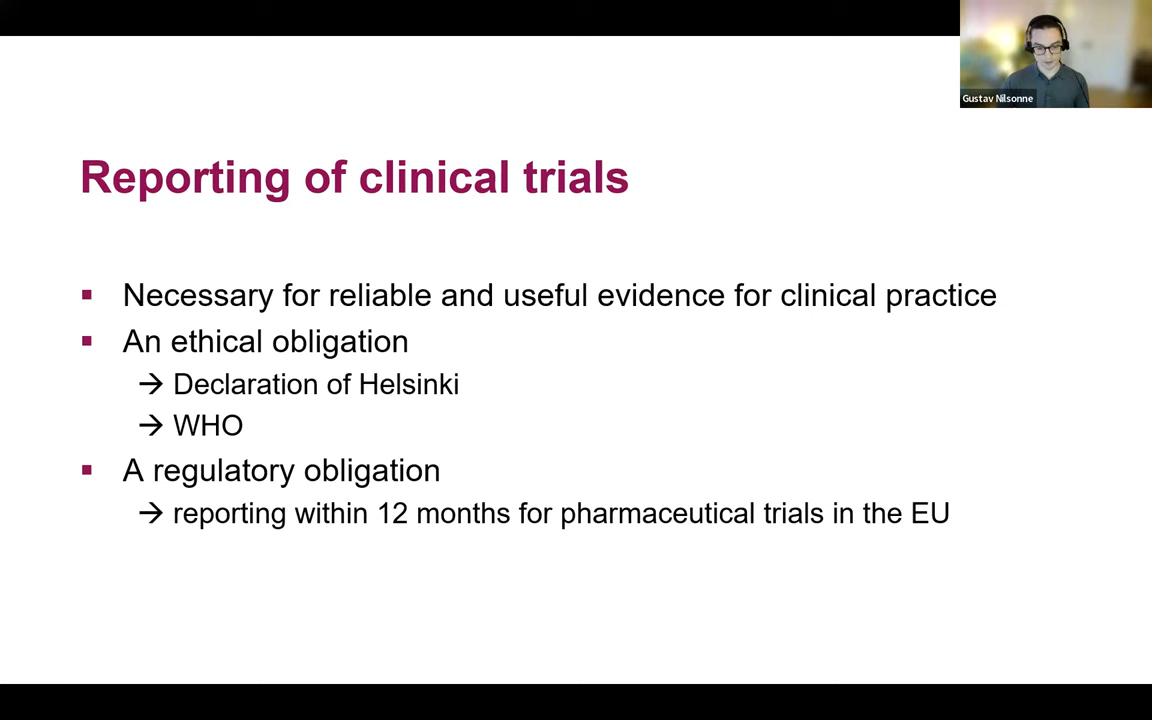 Gustav Nilsonne
Reporting of clinical trials
▪ Necessary for reliable and useful evidence for clinical practice
▪ An ethical obligation
→ Declaration of Helsinki
→ WHO
▪ A regulatory obligation
→ reporting within 12 months for pharmaceutical trials in the EU